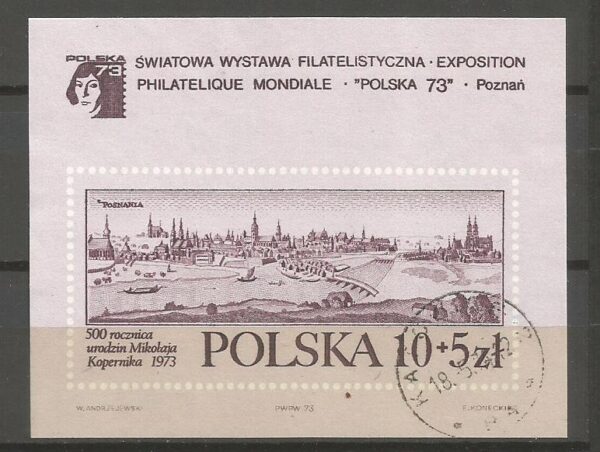 POLSKA
73
ŚWIATOWA WYSTAWA FILATELISTYCZNA · EXPOSITION
PHILATELIQUE MONDIALE · "POLSKA 73" · Poznań
POSNANIA
500 rocznica
urodzin Mikołaja
Kopernika 1973
POLSKA 10+5zł
W. ANDRZEJEWSKI
PWPW. 73
E. KONECKI